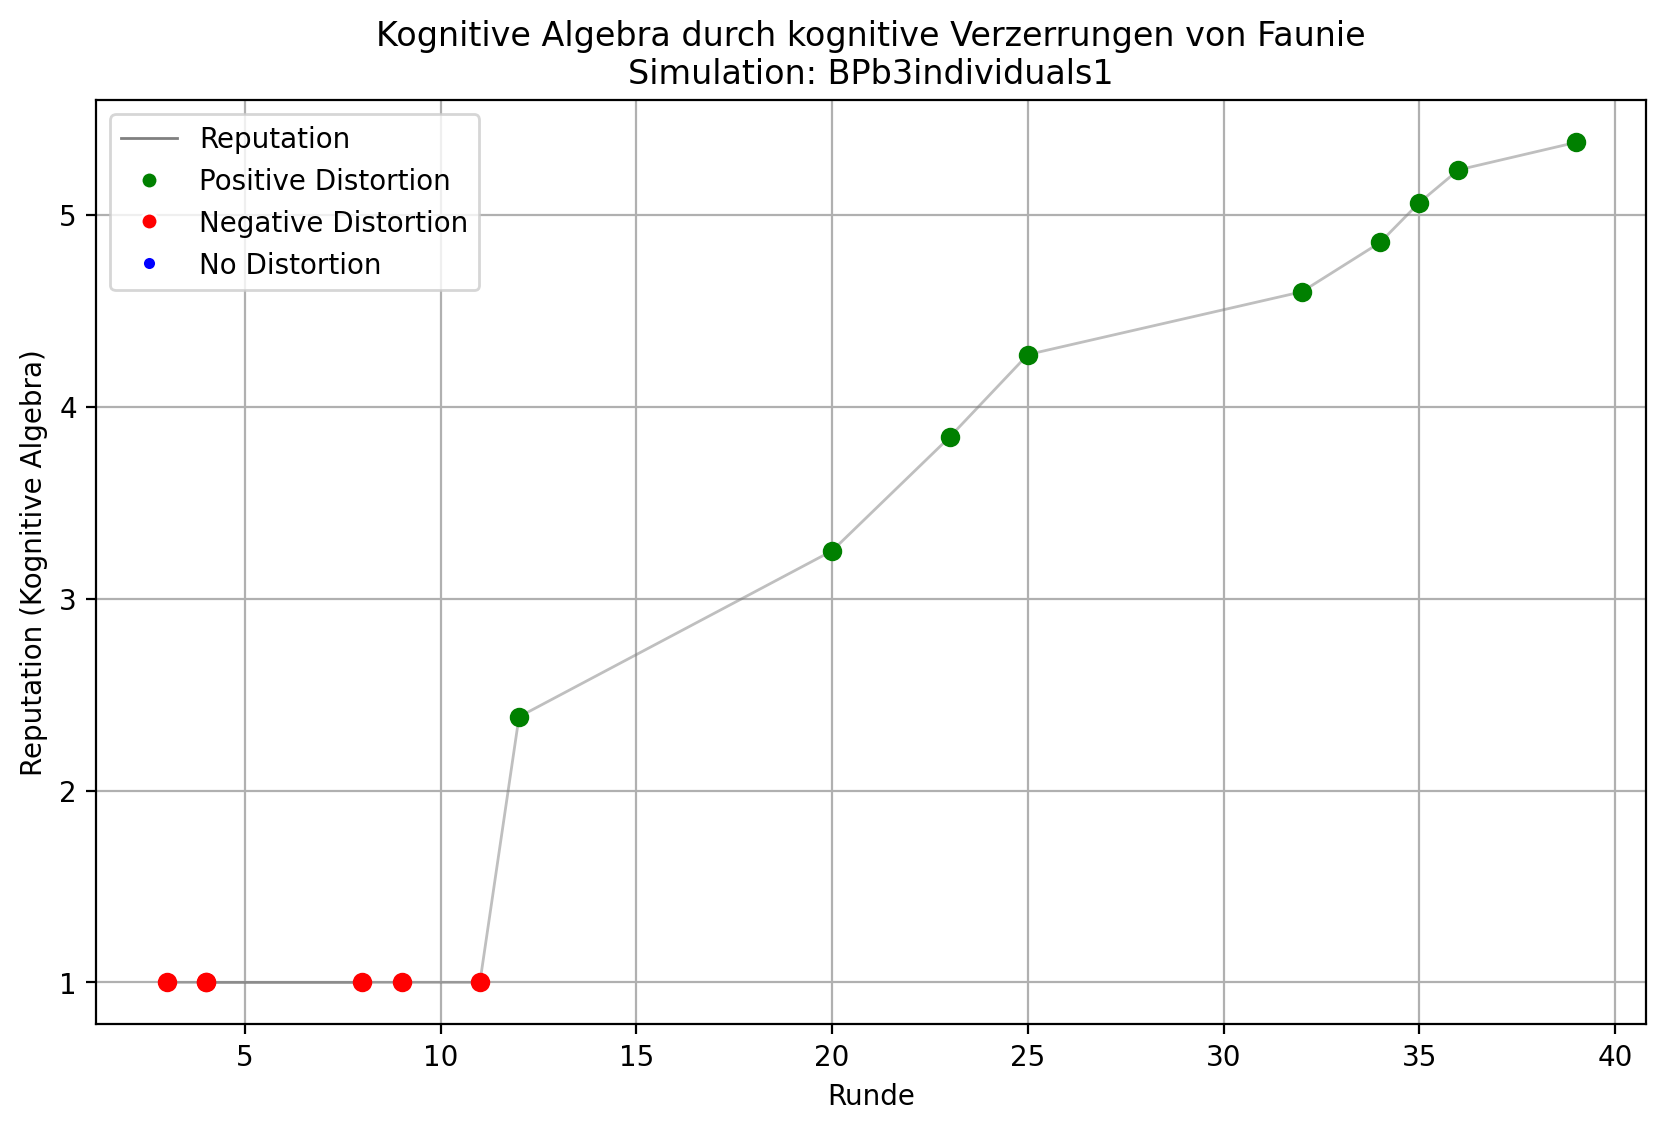 Kognitive Algebra durch kognitive Verzerrungen von Faunie
Simulation: BPb3individuals1
Reputation
Positive Distortion
Negative Distortion
No Distortion
Reputation (Kognitive Algebra)
5
4
3
2
1
5 10 15 20 25 30 35 40
Runde